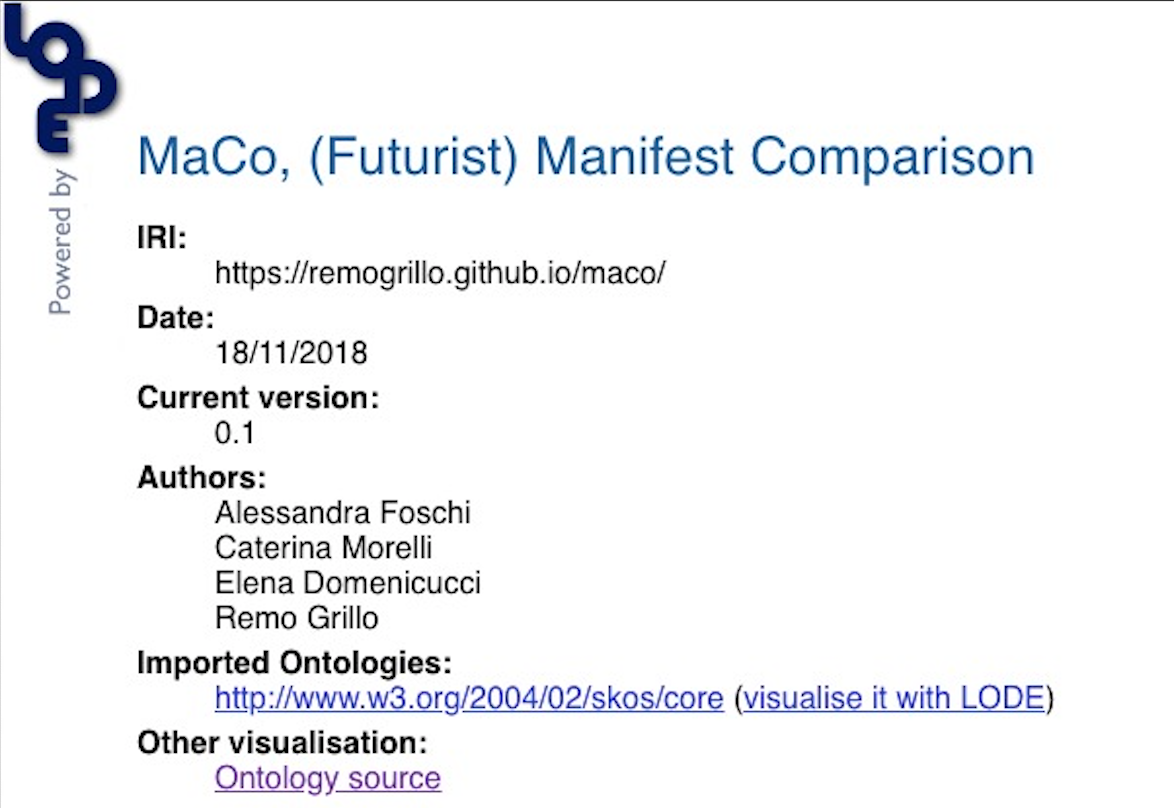 LODE
Powered by
MaCo, (Futurist) Manifest Comparison
IRI:
https://remogrillo.github.io/maco/
Date:
18/11/2018
Current version:
0.1
Authors:
Alessandra Foschi
Caterina Morelli
Elena Domenicucci
Remo Grillo
Imported Ontologies:
http://www.w3.org/2004/02/skos/core (visualise it with LODE)
Other visualisation:
Ontology source